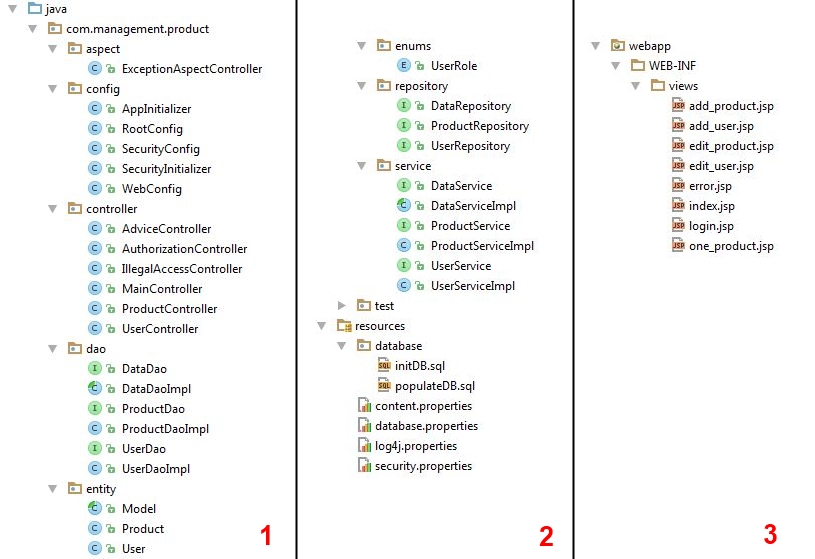 java
com.management.product
aspect
ExceptionAspectController
config
AppInitializer
RootConfig
SecurityConfig
SecurityInitializer
WebConfig
controller
AdviceController
AuthorizationController
IllegalAccessController
MainController
ProductController
UserController
dao
DataDao
DataDaoImpl
ProductDao
ProductDaoImpl
UserDao
UserDaoImpl
entity
Model
Product
User
1
enums
UserRole
repository
DataRepository
ProductRepository
UserRepository
service
DataService
DataServiceImpl
ProductService
ProductServiceImpl
UserService
UserServiceImpl
test
resources
database
initDB.sql
populateDB.sql
content.properties
database.properties
log4j.properties
security.properties
2
webapp
WEB-INF
views
add_product.jsp
add_user.jsp
edit_product.jsp
edit_user.jsp
error.jsp
index.jsp
login.jsp
one_product.jsp
3